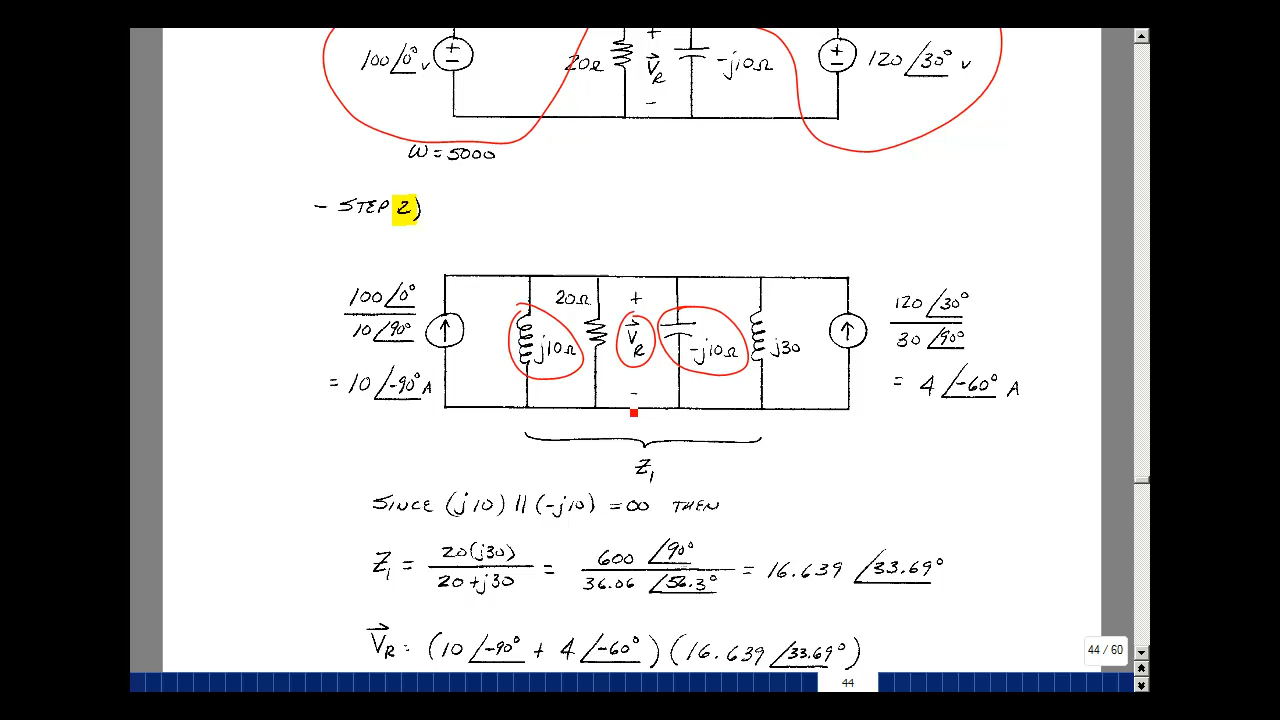 100∠0° v
20Ω
+
V_R
-
-j10Ω
+
-
120∠30° v
ω = 5000
- STEP 2)
100∠0° / 10∠90°
= 10∠-90° A
j10Ω
20Ω
+
V_R
-
-j10Ω
j30
120∠30° / 30∠90°
= 4∠-60° A
Z₁
SINCE (j10) || (-j10) = ∞ THEN
Z₁ = 20(j30) / 20+j30 = 600∠90° / 36.06∠56.3° = 16.639∠33.69°
V_R = (10∠-90° + 4∠-60°)(16.639∠33.69°)
44 / 60
44